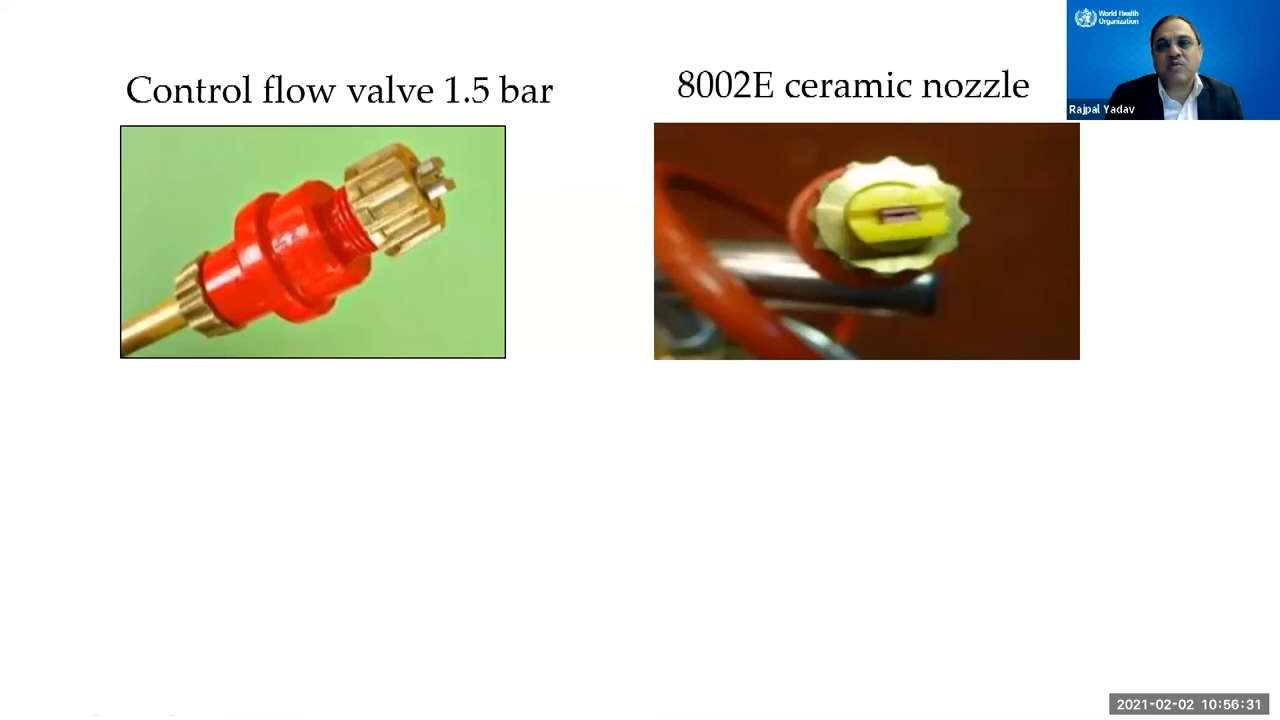 Control flow valve 1.5 bar
8002E ceramic nozzle
World Health
Organization
Rajpal Yadav
2021-02-02 10:56:31